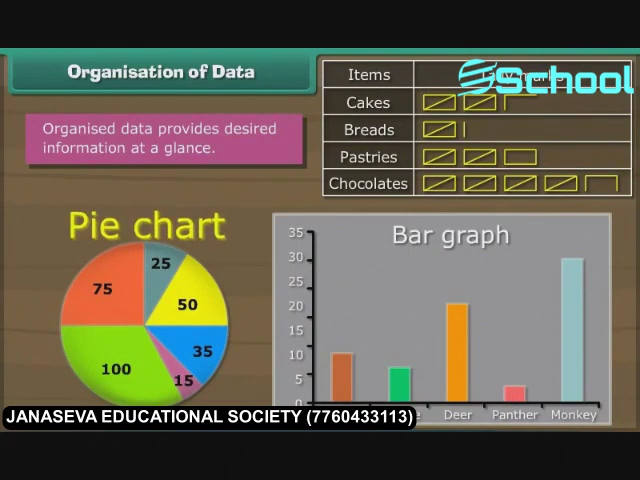 Organisation of Data
Organised data provides desired
information at a glance.
Items
School
Cakes
Breads
Pastries
Chocolates
Pie chart
25
75
50
35
100
15
Bar graph
35
30
25
20
15
10
5
0
Deer
Panther
Monkey
JANASEVA EDUCATIONAL SOCIETY (7760433113)